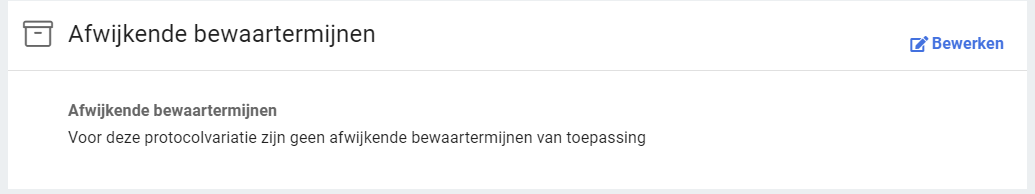 Afwijkende bewaartermijnen
Bewerken
Afwijkende bewaartermijnen
Voor deze protocolvariatie zijn geen afwijkende bewaartermijnen van toepassing